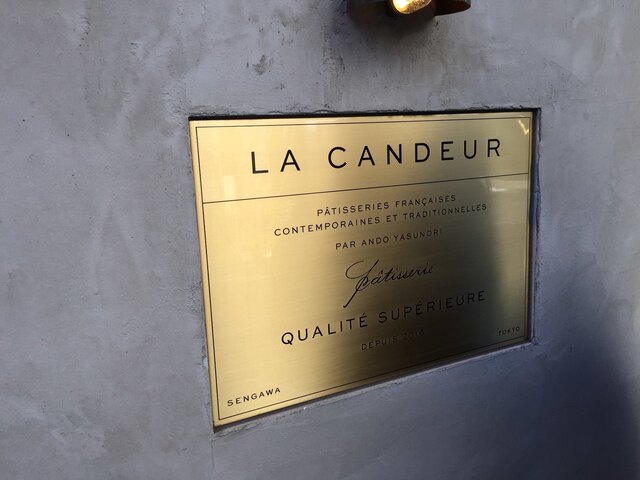 LA CANDEUR
PÂTISSERIES FRANÇAISES
CONTEMPORAINES ET TRADITIONNELLES
PAR ANDO YASUNORI
Pâtisserie
QUALITÉ SUPÉRIEURE
DEPUIS
SENGAWA
TOKYO